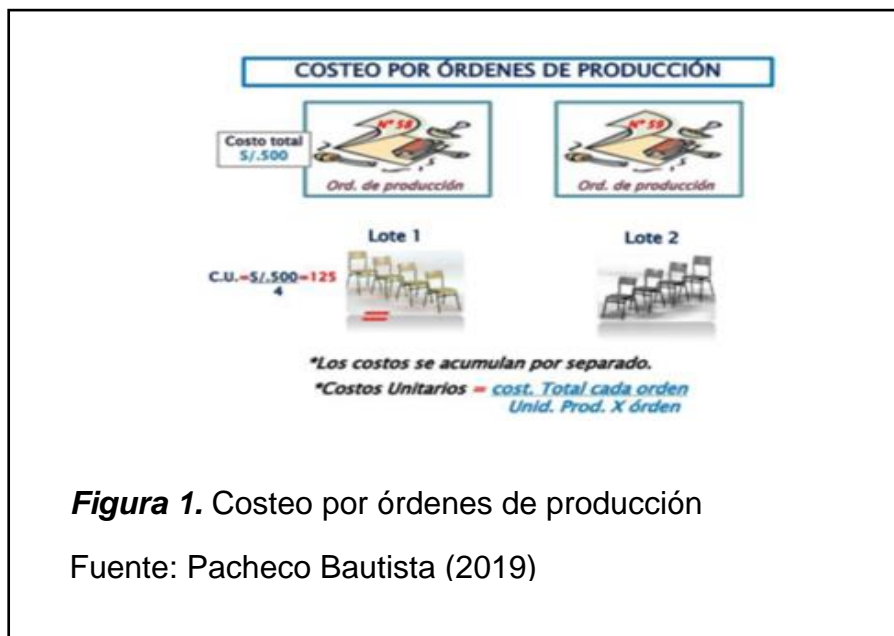 COSTEO POR ÓRDENES DE PRODUCCIÓN
Nº 58
Nº 59
Costo total
S/.500
Ord. de producción
Ord. de producción
Lote 1
Lote 2
C.U.=S/.500=125
4
=
*Los costos se acumulan por separado.
*Costos Unitarios = cost. Total cada orden
Unid. Prod. X órden
Figura 1. Costeo por órdenes de producción
Fuente: Pacheco Bautista (2019)